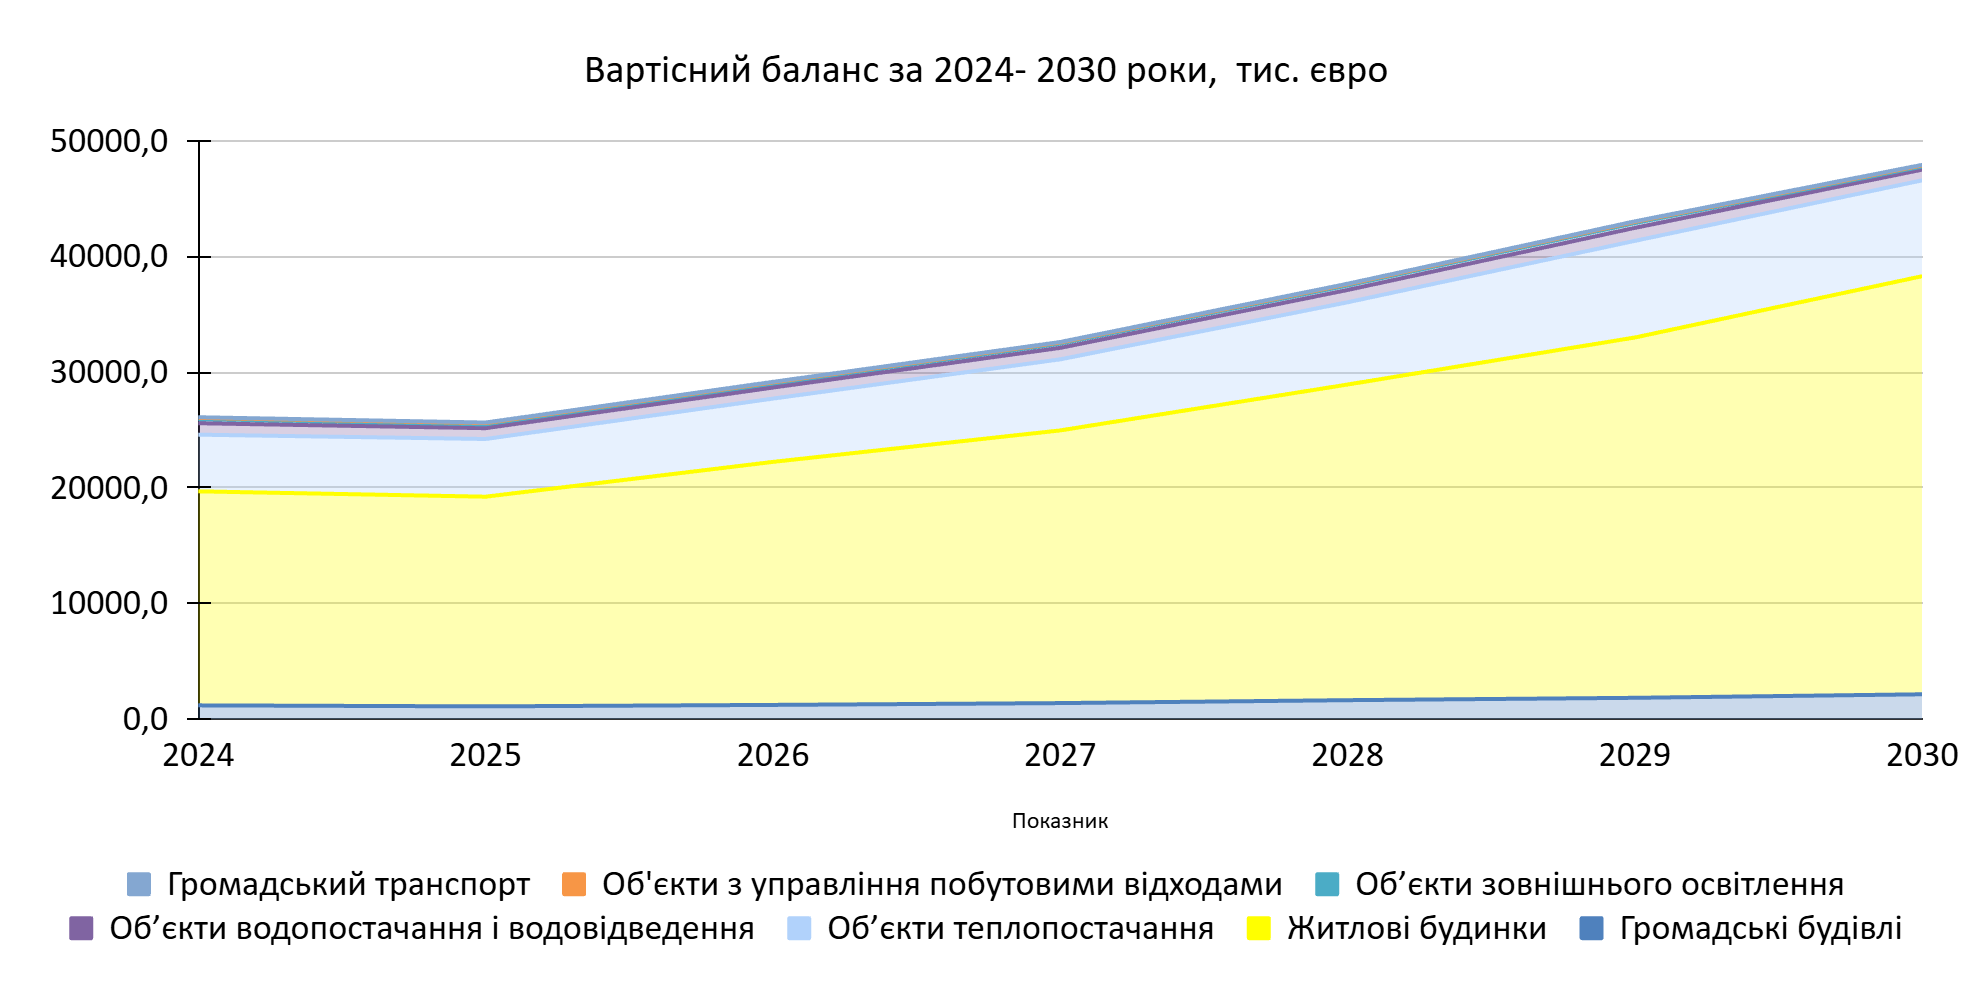 Вартісний баланс за 2024- 2030 роки,  тис. євро
50000,0
40000,0
30000,0
20000,0
10000,0
0,0
2024 2025 2026 2027 2028 2029 2030
Показник
Громадський транспорт Об'єкти з управління побутовими відходами Об’єкти зовнішнього освітлення
Об’єкти водопостачання і водовідведення Об’єкти теплопостачання Житлові будинки Громадські будівлі